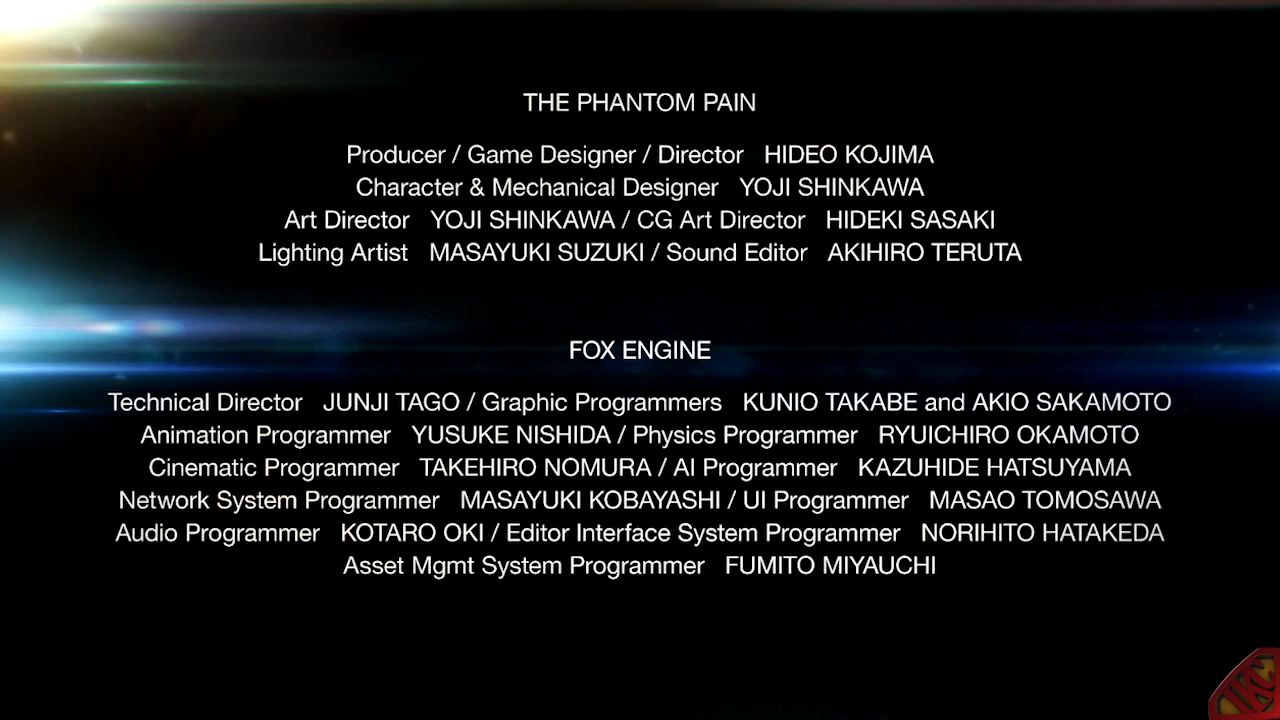 THE PHANTOM PAIN
Producer / Game Designer / Director HIDEO KOJIMA
Character & Mechanical Designer YOJI SHINKAWA
Art Director YOJI SHINKAWA / CG Art Director HIDEKI SASAKI
Lighting Artist MASAYUKI SUZUKI / Sound Editor AKIHIRO TERUTA
FOX ENGINE
Technical Director JUNJI TAGO / Graphic Programmers KUNIO TAKABE and AKIO SAKAMOTO
Animation Programmer YUSUKE NISHIDA / Physics Programmer RYUICHIRO OKAMOTO
Cinematic Programmer TAKEHIRO NOMURA / AI Programmer KAZUHIDE HATSUYAMA
Network System Programmer MASAYUKI KOBAYASHI / UI Programmer MASAO TOMOSAWA
Audio Programmer KOTARO OKI / Editor Interface System Programmer NORIHITO HATAKEDA
Asset Mgmt System Programmer FUMITO MIYAUCHI